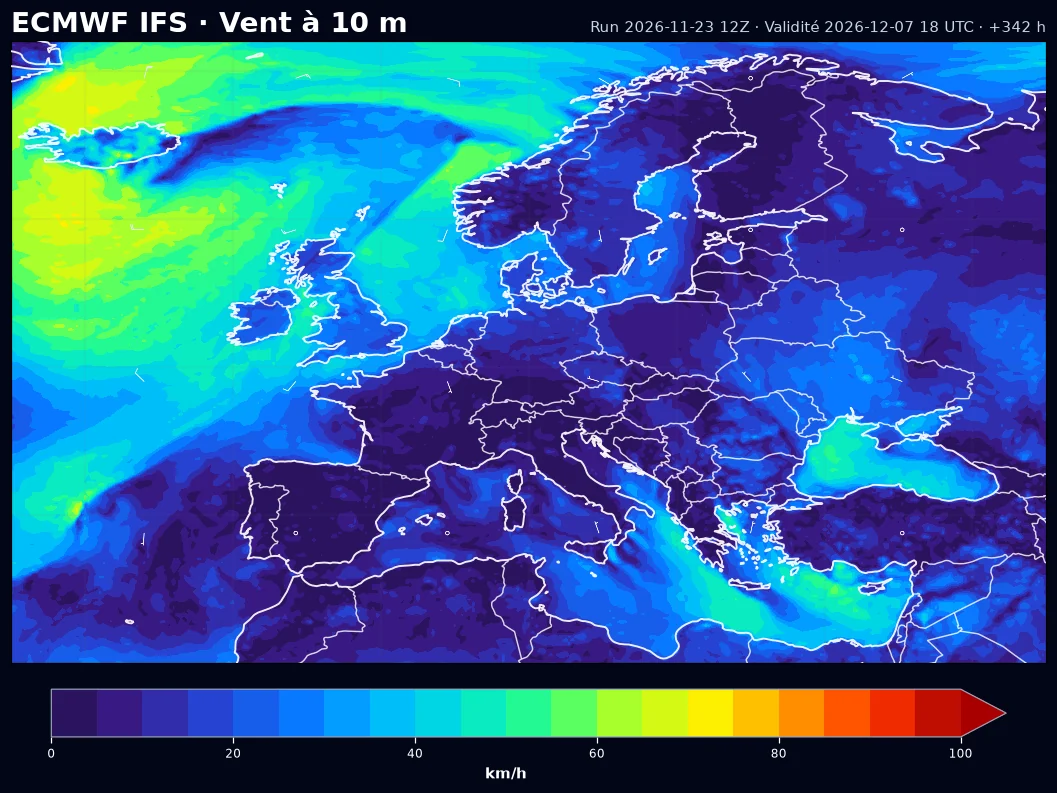 ECMWF IFS · Vent à 10 m
Run 2026-11-23 12Z · Validité 2026-12-07 18 UTC · +342 h
0 20 40 60 80 100
km/h